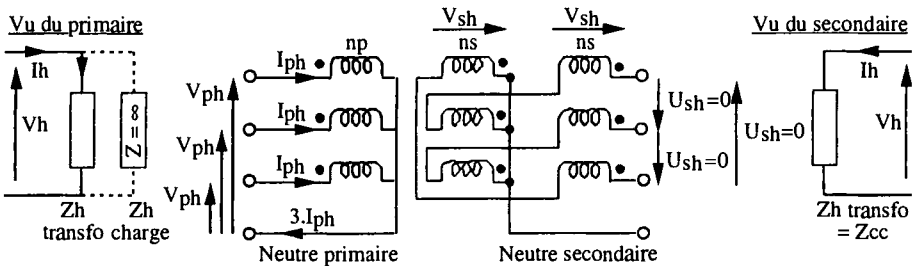 Vu du primaire
Ih
Vh
Z = ∞
Zh
transfo
Zh
charge
np
Iph
Iph
Iph
Vph
Vph
Vph
3.Iph
Neutre primaire
Vsh
ns
Vsh
ns
Ush=0
Ush=0
Neutre secondaire
Vu du secondaire
Ih
Ush=0
Vh
Zh transfo
= Zcc